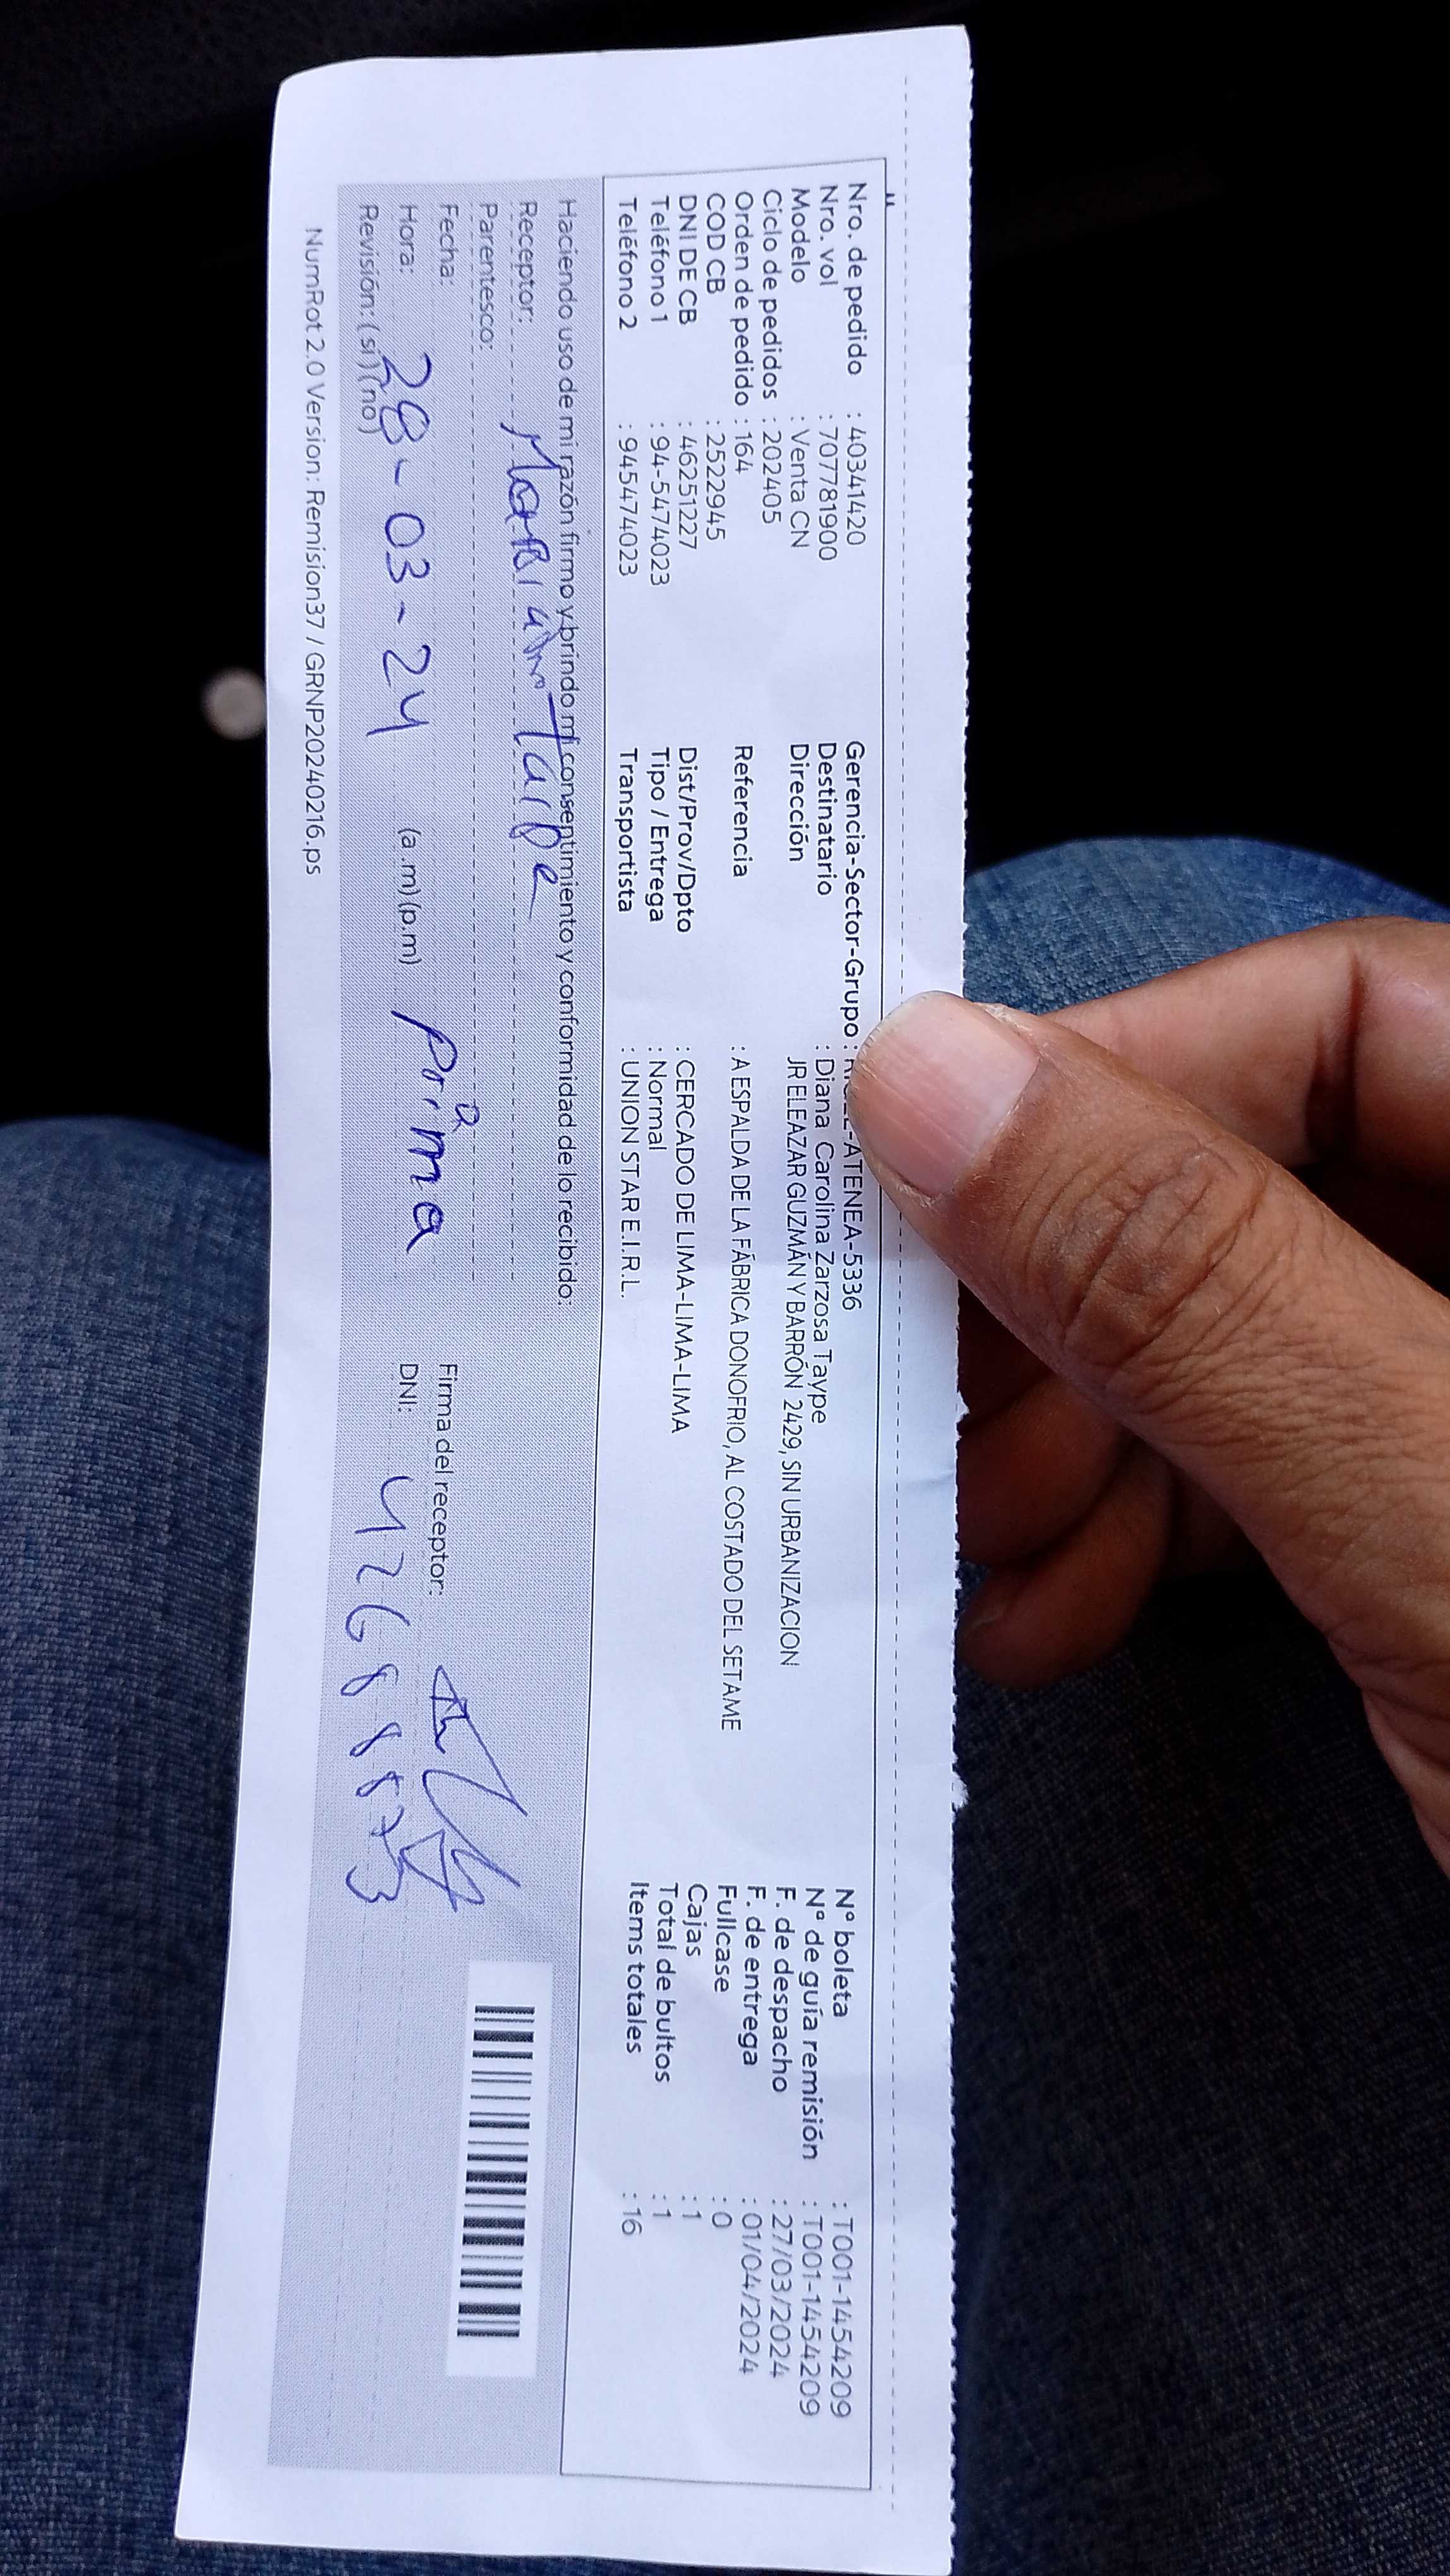 Nro. de pedido : 40341420
Nro. vol : 707781900
Modelo : Venta CN
Ciclo de pedidos : 202405
Orden de pedido : 164
COD CB : 2522945
DNI DE CB : 46251227
Teléfono 1 : 94-5474023
Teléfono 2 : 945474023
Gerencia-Sector-Grupo : -ATENEA-5336
Destinatario : Diana Carolina Zarzosa Taype
Dirección JR ELEAZAR GUZMÁN Y BARRÓN 2429, SIN URBANIZACION
Referencia : A ESPALDA DE LA FÁBRICA DONOFRIO, AL COSTADO DEL SETAME
Dist/Prov/Dpto : CERCADO DE LIMA-LIMA-LIMA
Tipo / Entrega : Normal
Transportista : UNION STAR E.I.R.L.
N° boleta : T001-1454209
N° de guía remisión : T001-1454209
F. de despacho : 27/03/2024
F. de entrega : 01/04/2024
Fullcase : 0
Cajas : 1
Total de bultos : 1
Items totales : 16
Haciendo uso de mi razón firmo y brindo mi consentimiento y conformidad de lo recibido:
Receptor: Taipe
Parentesco:
Fecha: 28-03-24
Hora: (a.m)(p.m) Prima
Revisión: (si)(no)
Firma del receptor:
DNI:
NumRot 2.0 Version: Remision37 / GRNP20240216.ps